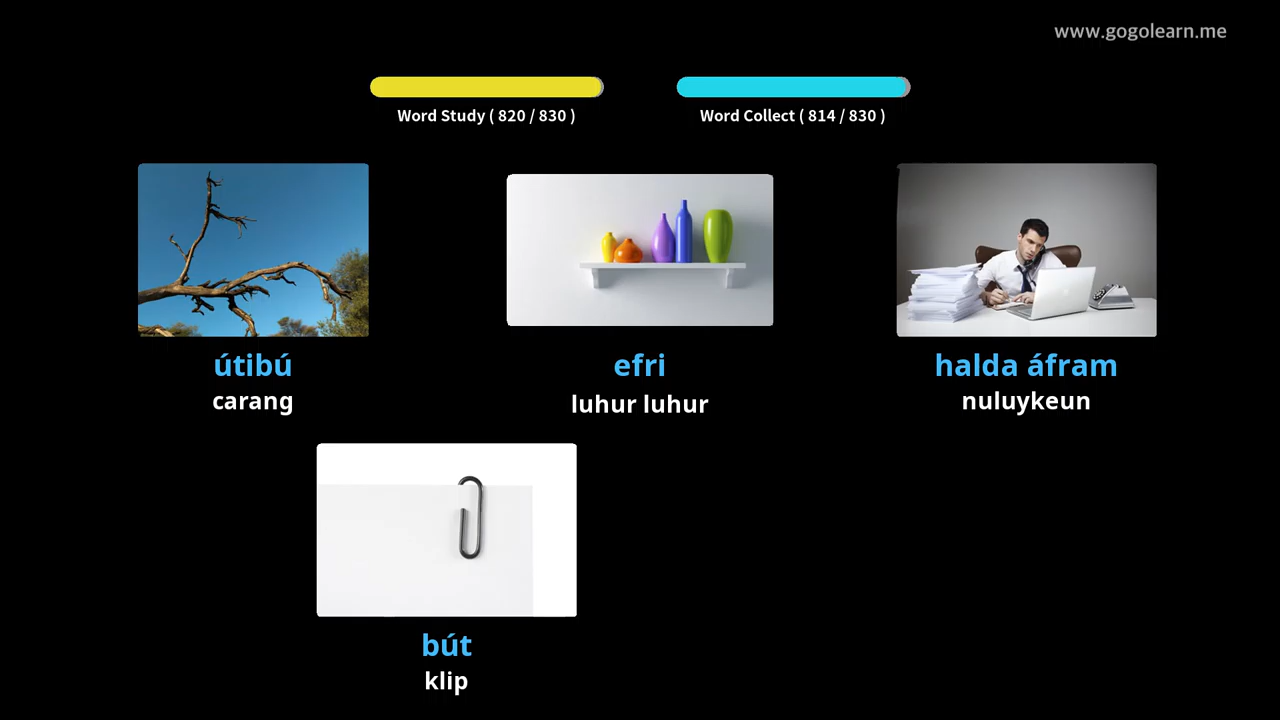 www.gogolearn.me
Word Study ( 820 / 830 )
Word Collect ( 814 / 830 )
útibú
carang
efri
luhur luhur
halda áfram
nuluykeun
bút
klip